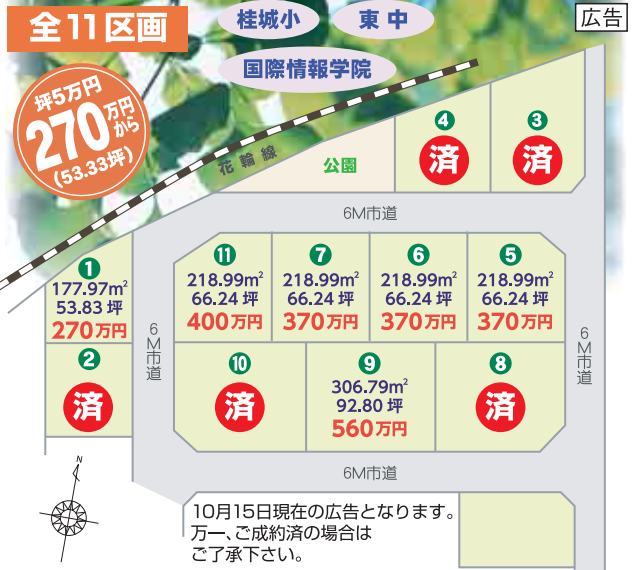 全11区画
桂城小
東中
広告
国際情報学院
坪5万円
270万円から
(53.33坪)
花輪線
公園
④
済
③
済
6M市道
①
177.97m²
53.83坪
270万円
②
済
6M市道
⑪
218.99m²
66.24坪
400万円
⑦
218.99m²
66.24坪
370万円
⑥
218.99m²
66.24坪
370万円
⑤
218.99m²
66.24坪
370万円
⑩
済
⑨
306.79m²
92.80坪
560万円
⑧
済
6M市道
6M市道
N
10月15日現在の広告となります。
万一、ご成約済の場合は
ご了承下さい。